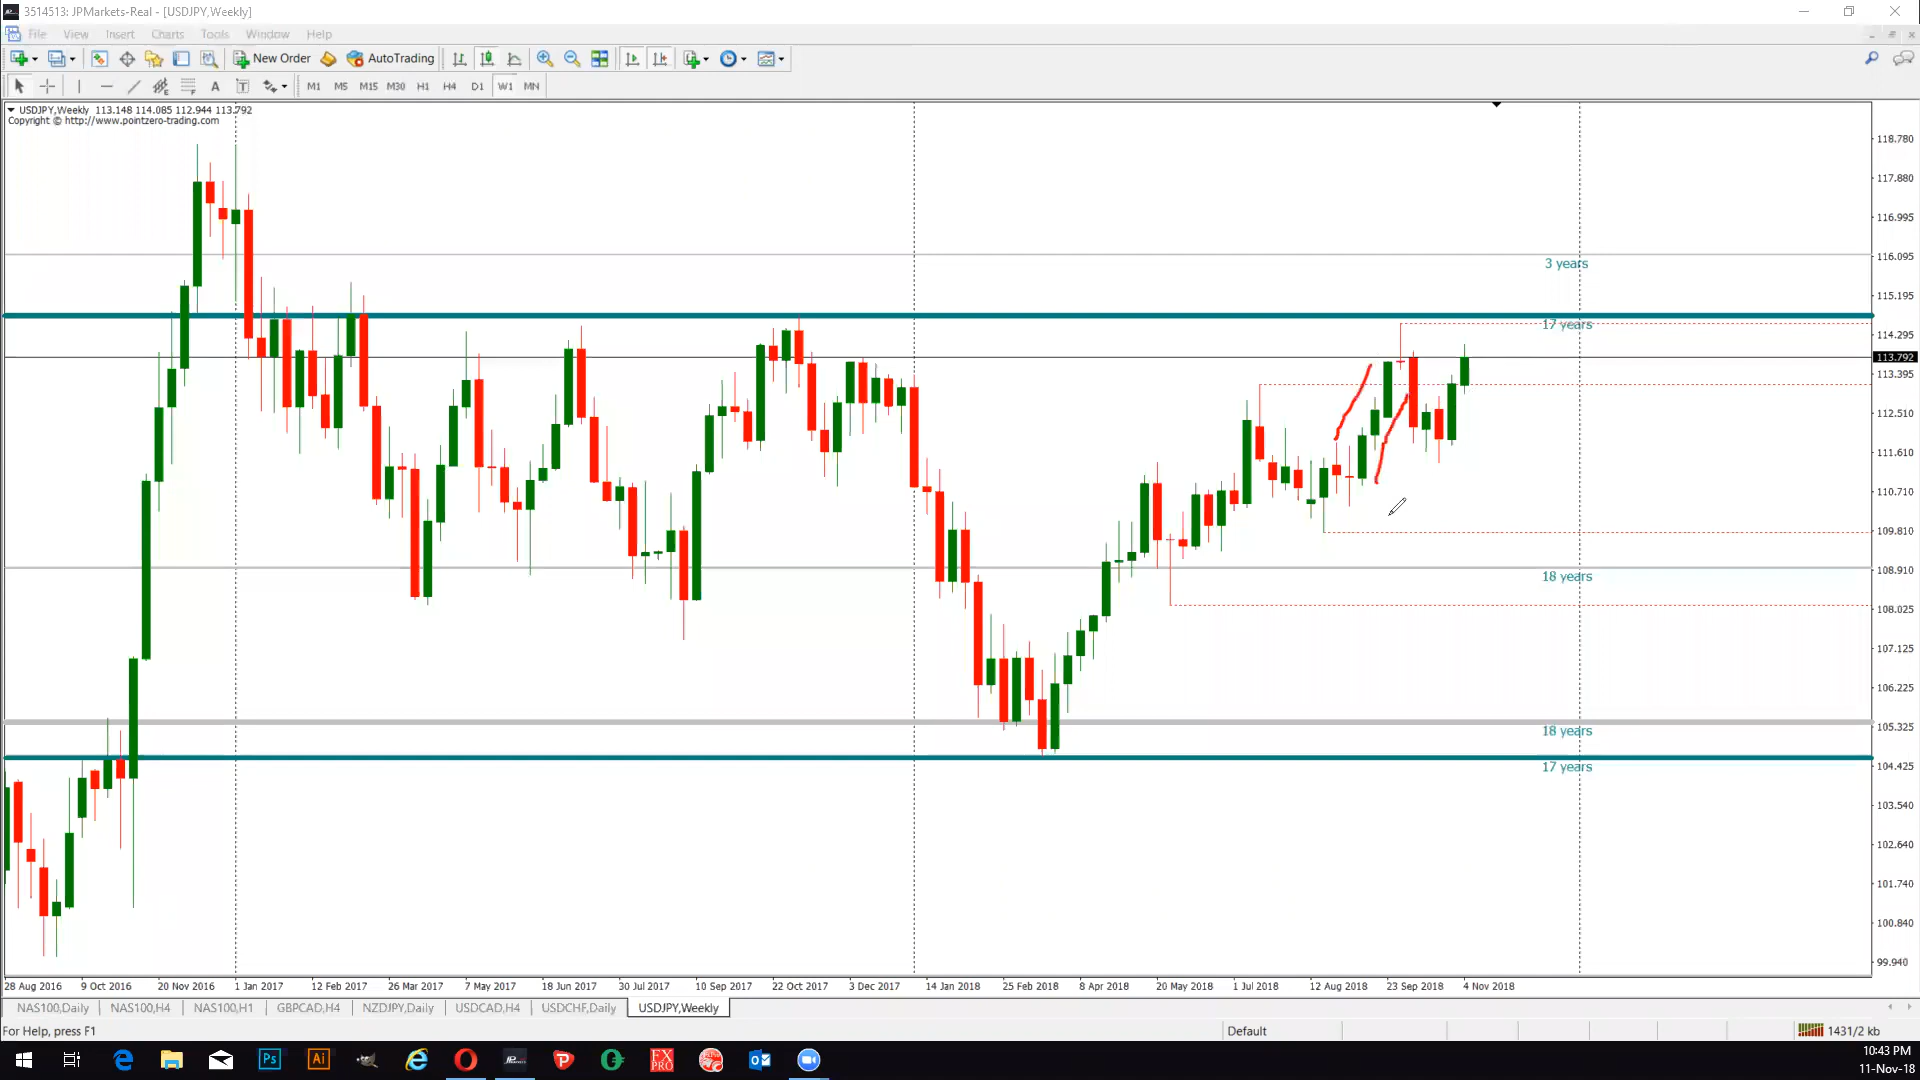 3514513: JPMarkets-Real - [USDJPY,Weekly]
File View Insert Charts Tools Window Help
New Order AutoTrading
A T M1 M5 M15 M30 H1 H4 D1 W1 MN
USDJPY,Weekly 113.148 114.085 112.944 113.792
Copyright © http://www.pointzero-trading.com
118.780
117.880
116.995
116.095
3 years
115.195
17 years
114.295
113.792
113.395
112.510
111.610
110.710
109.810
108.910
18 years
108.025
107.125
106.225
105.325
18 years
104.425
17 years
103.540
102.640
101.740
100.840
99.940
28 Aug 2016 9 Oct 2016 20 Nov 2016 1 Jan 2017 12 Feb 2017 26 Mar 2017 7 May 2017 18 Jun 2017 30 Jul 2017 10 Sep 2017 22 Oct 2017 3 Dec 2017 14 Jan 2018 25 Feb 2018 8 Apr 2018 20 May 2018 1 Jul 2018 12 Aug 2018 23 Sep 2018 4 Nov 2018
NAS100,Daily NAS100,H4 NAS100,H1 GBPCAD,H4 NZDJPY,Daily USDCAD,H4 USDCHF,Daily USDJPY,Weekly
For Help, press F1 Default 1431/2 kb
Ps Ai FX PRO
10:43 PM
11-Nov-18